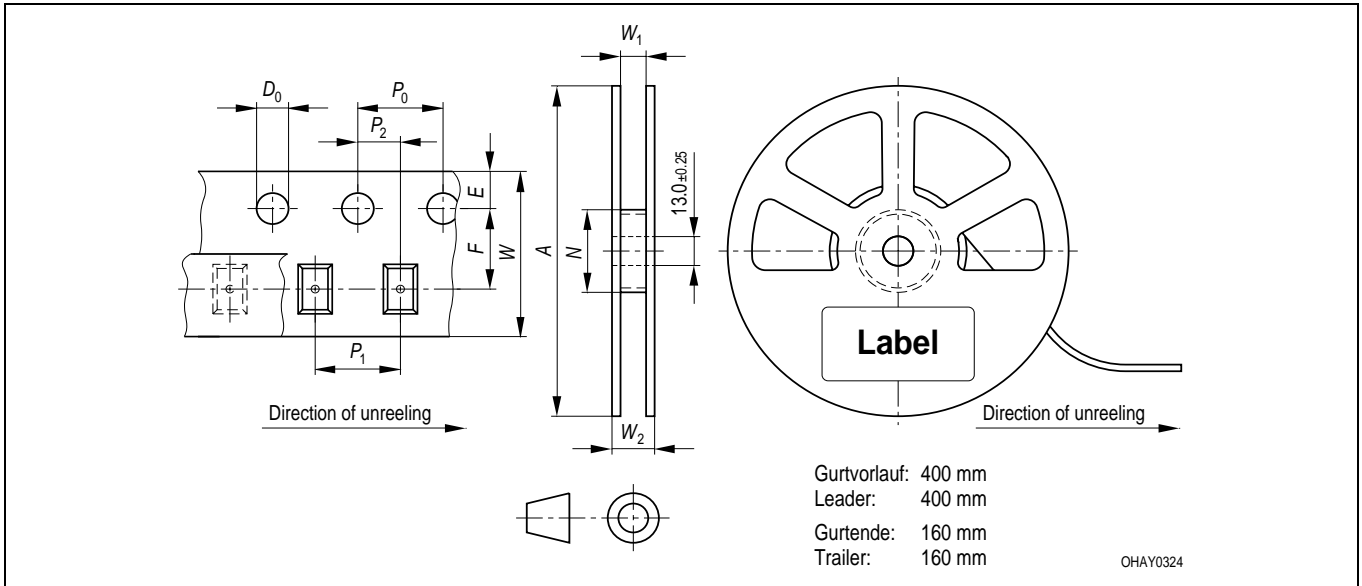 W1
D0
P0
P2
E
F
W
A
N
13.0 ±0.25
P1
W2
Label
Direction of unreeling
Direction of unreeling
Gurtvorlauf: 400 mm
Leader: 400 mm
Gurtende: 160 mm
Trailer: 160 mm
OHAY0324